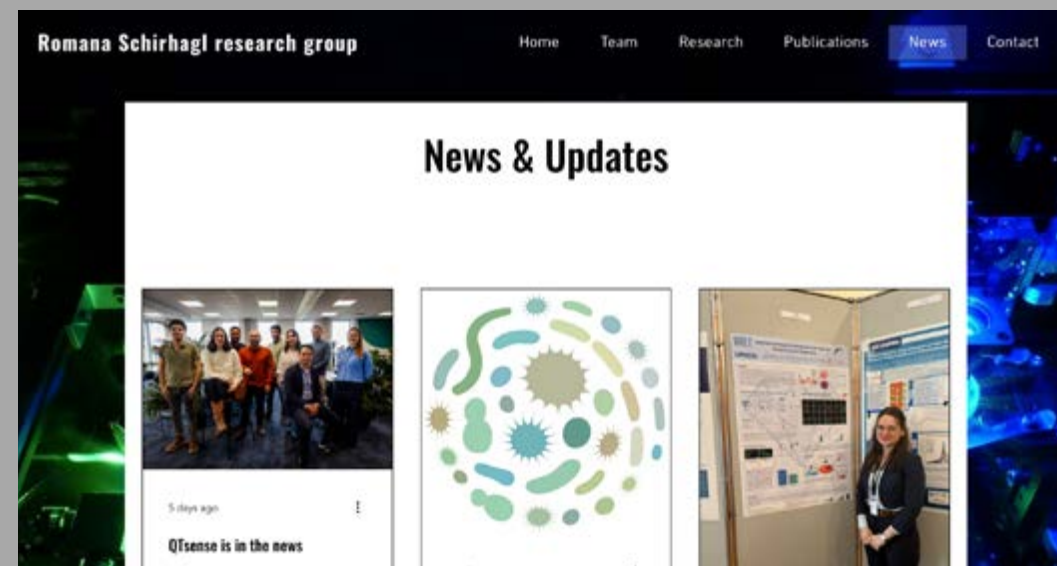 Romana Schirhagl research group
Home Team Research Publications News Contact
News & Updates
5 days ago
QTsense is in the news